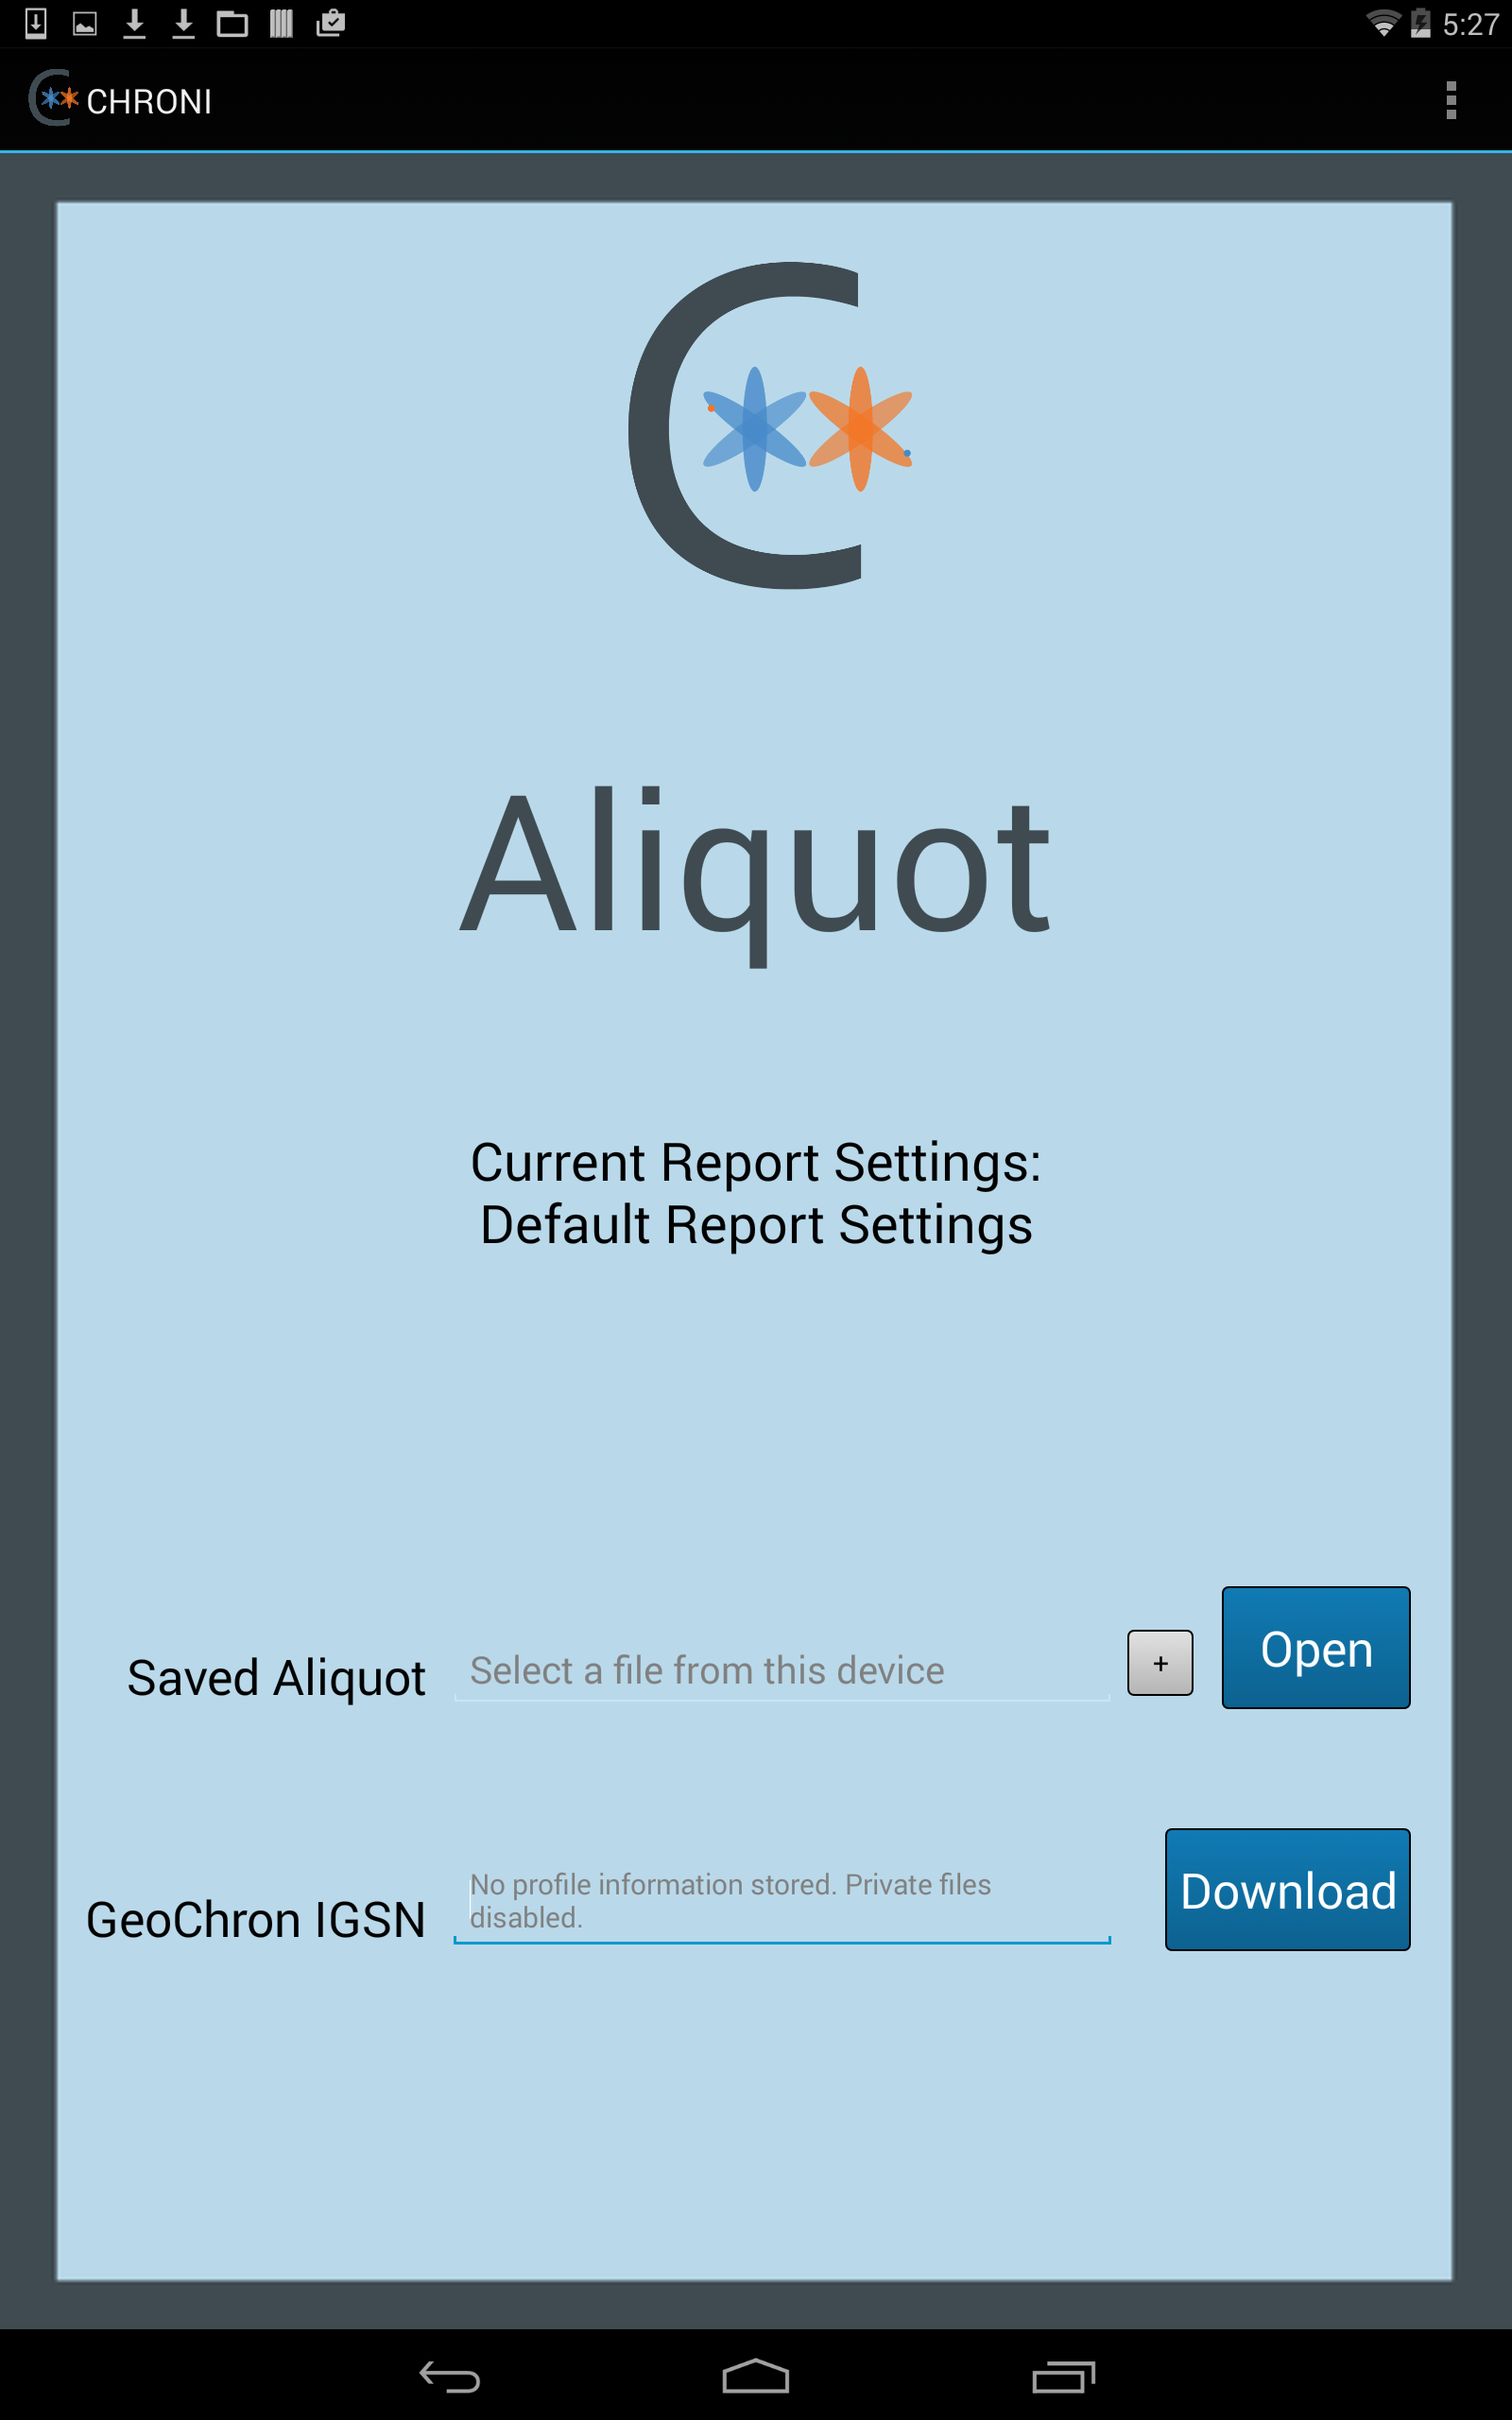 5:27
CHRONI
Aliquot
Current Report Settings:
Default Report Settings
Saved Aliquot Select a file from this device + Open
GeoChron IGSN No profile information stored. Private files
disabled. Download